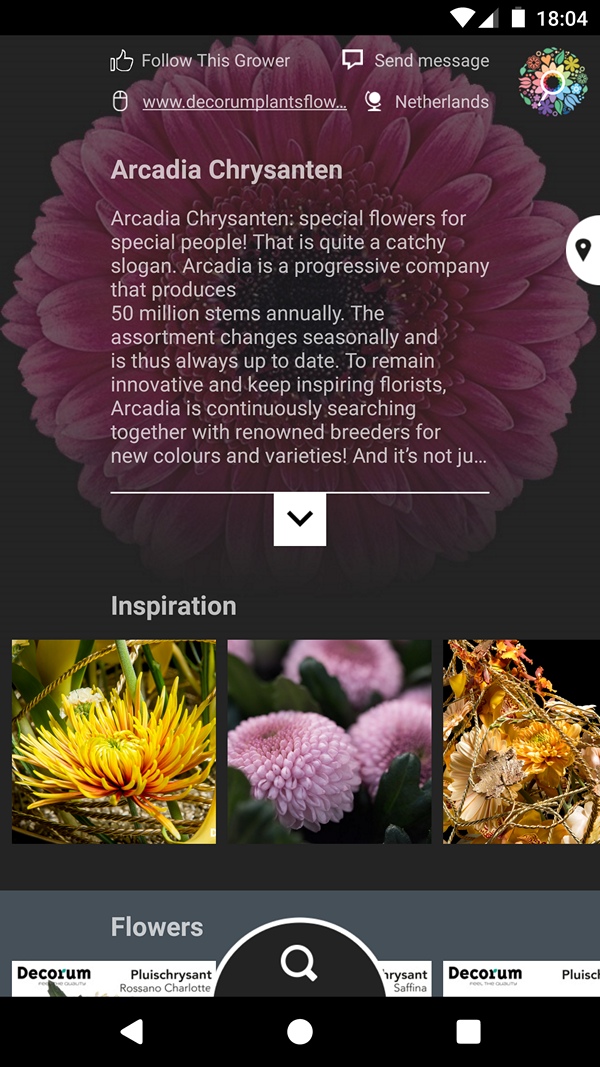 18:04
Follow This Grower
Send message
www.decorumplantsflow...
Netherlands
Arcadia Chrysanten
Arcadia Chrysanten: special flowers for
special people! That is quite a catchy
slogan. Arcadia is a progressive company
that produces
50 million stems annually. The
assortment changes seasonally and
is thus always up to date. To remain
innovative and keep inspiring florists,
Arcadia is continuously searching
together with renowned breeders for
new colours and varieties! And it’s not ju...
Inspiration
Flowers
Decorum
FEEL THE QUALITY
Pluischrysant
Rossano Charlotte
hrysant
Saffina
Decorum
FEEL THE QUALITY
Pluisch